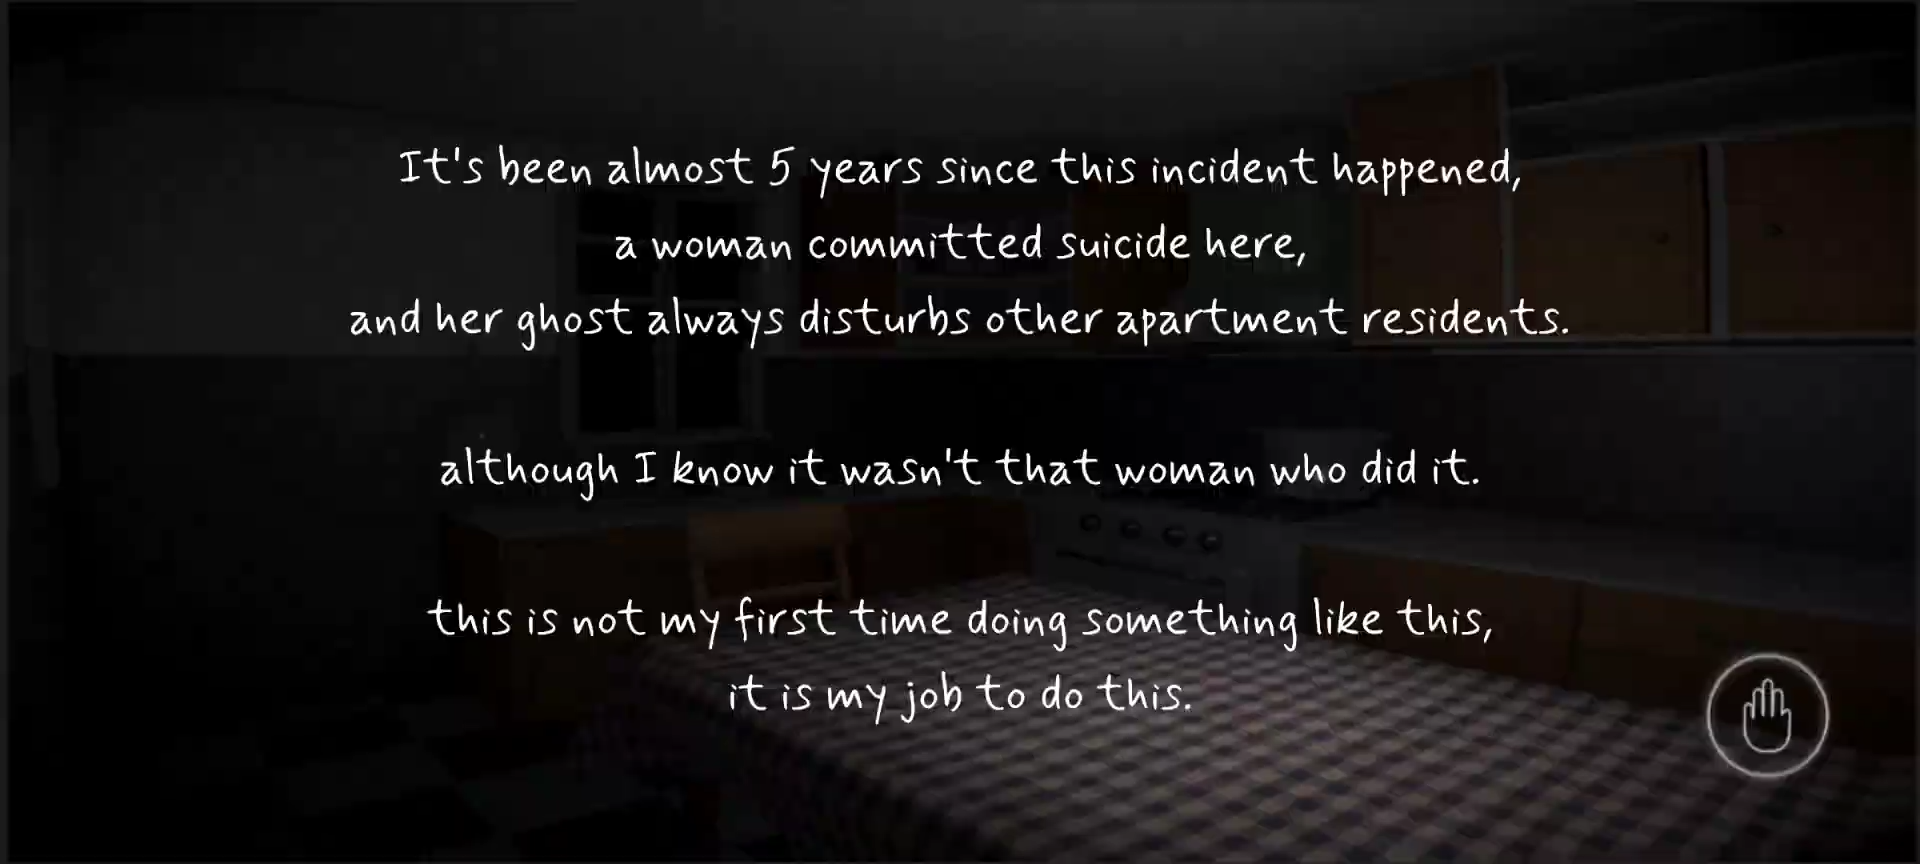 It's been almost 5 years since this incident happened,
a woman committed suicide here,
and her ghost always disturbs other apartment residents.
although I know it wasn't that woman who did it.
this is not my first time doing something like this,
it is my job to do this.